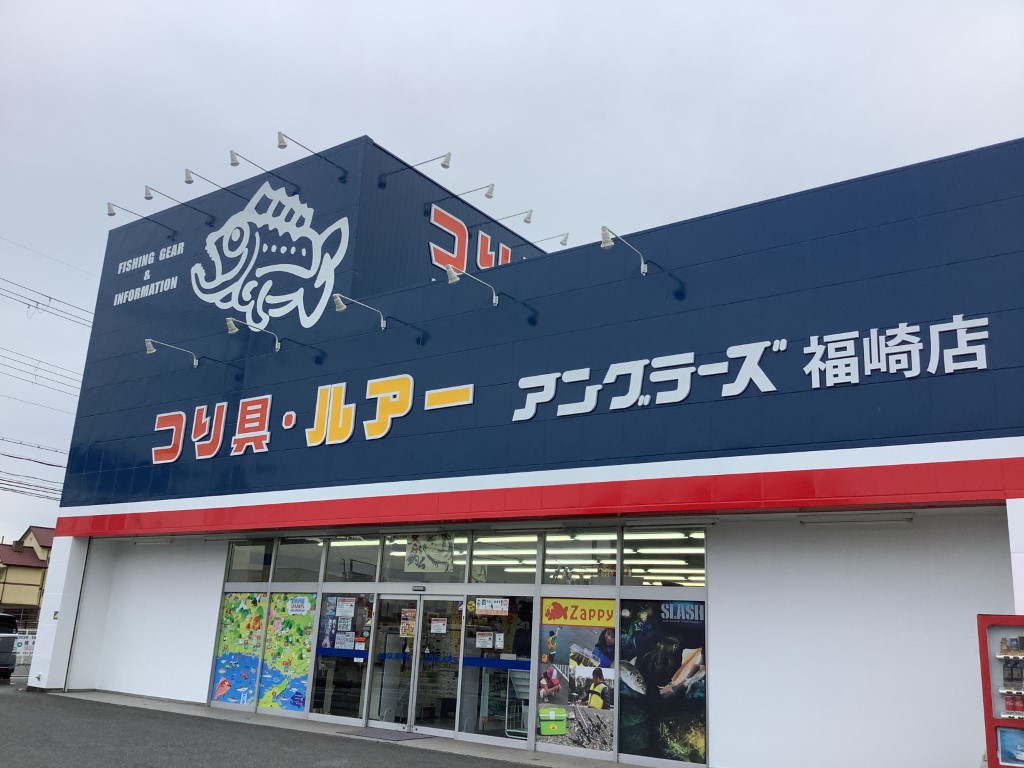 FISHING GEAR
&
INFORMATION
つり
つり具・ルアー アングラーズ 福崎店
Zappy
SLASH